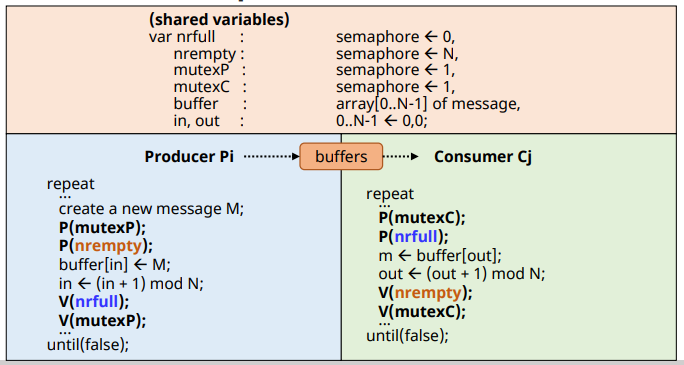 (shared variables)
var nrfull : semaphore ← 0,
nrempty : semaphore ← N,
mutexP : semaphore ← 1,
mutexC : semaphore ← 1,
buffer : array[0..N-1] of message,
in, out : 0..N-1 ← 0,0;
Producer Pi
buffers
Consumer Cj
repeat
...
create a new message M;
P(mutexP);
P(nrempty);
buffer[in] ← M;
in ← (in + 1) mod N;
V(nrfull);
V(mutexP);
...
until(false);
repeat
...
P(mutexC);
P(nrfull);
m ← buffer[out];
out ← (out + 1) mod N;
V(nrempty);
V(mutexC);
...
until(false);